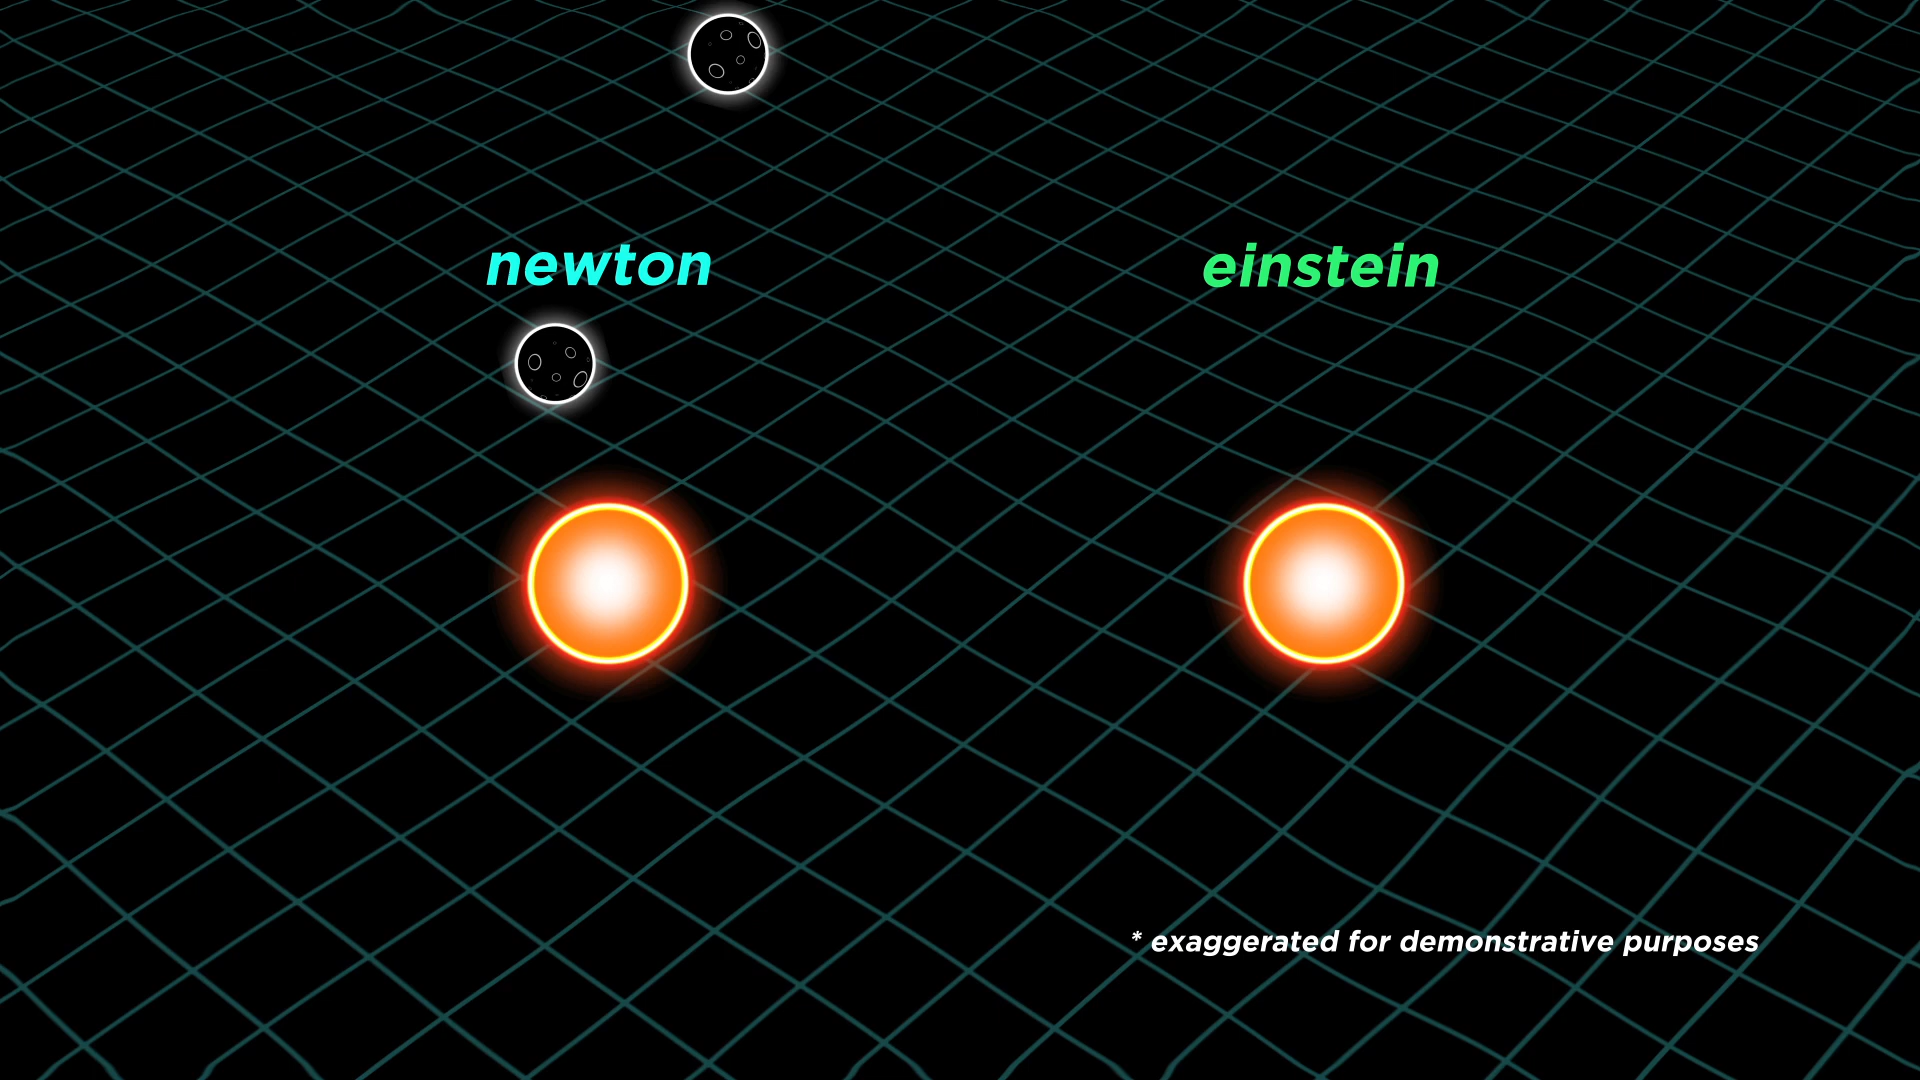 newton
einstein
* exaggerated for demonstrative purposes